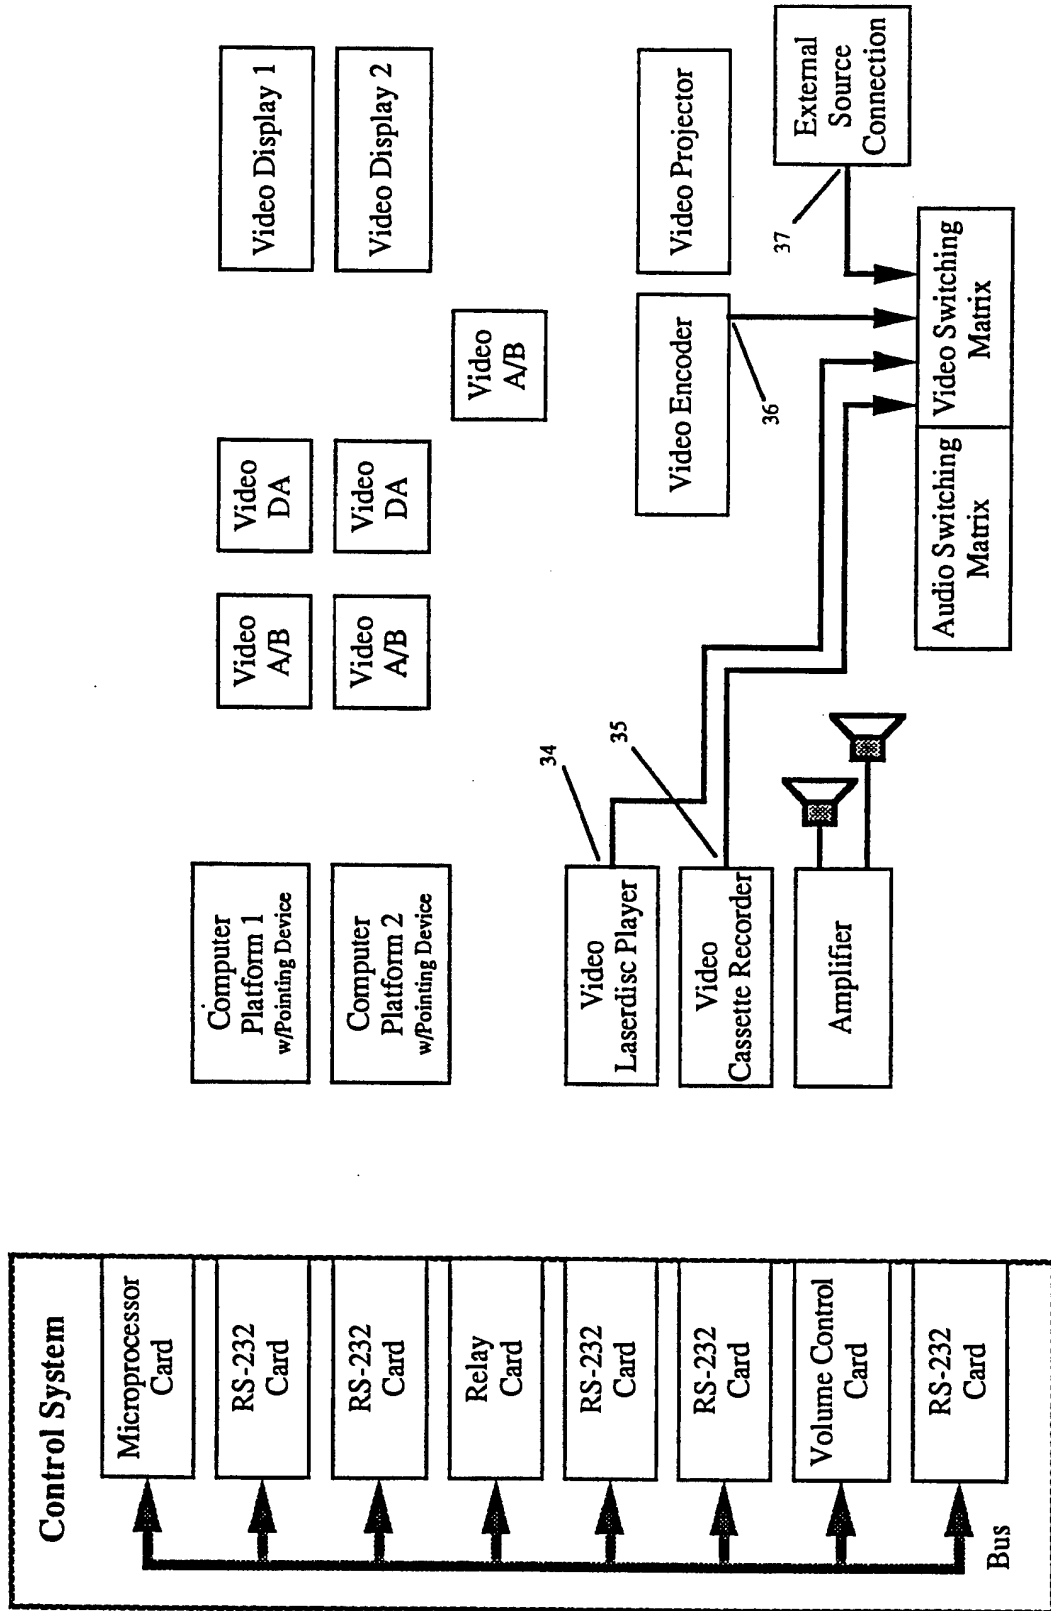 Control System
Microprocessor
Card
RS-232
Card
RS-232
Card
Relay
Card
RS-232
Card
RS-232
Card
Volume Control
Card
RS-232
Card
Bus
Computer
Platform 1
w/Pointing Device
Computer
Platform 2
w/Pointing Device
Video
Laserdisc Player
Video
Cassette Recorder
Amplifier
34
35
Video
A/B
Video
A/B
Video
DA
Video
DA
Video
A/B
Video Display 1
Video Display 2
Video Encoder
Video Projector
36
37
External
Source
Connection
Audio Switching
Matrix
Video Switching
Matrix